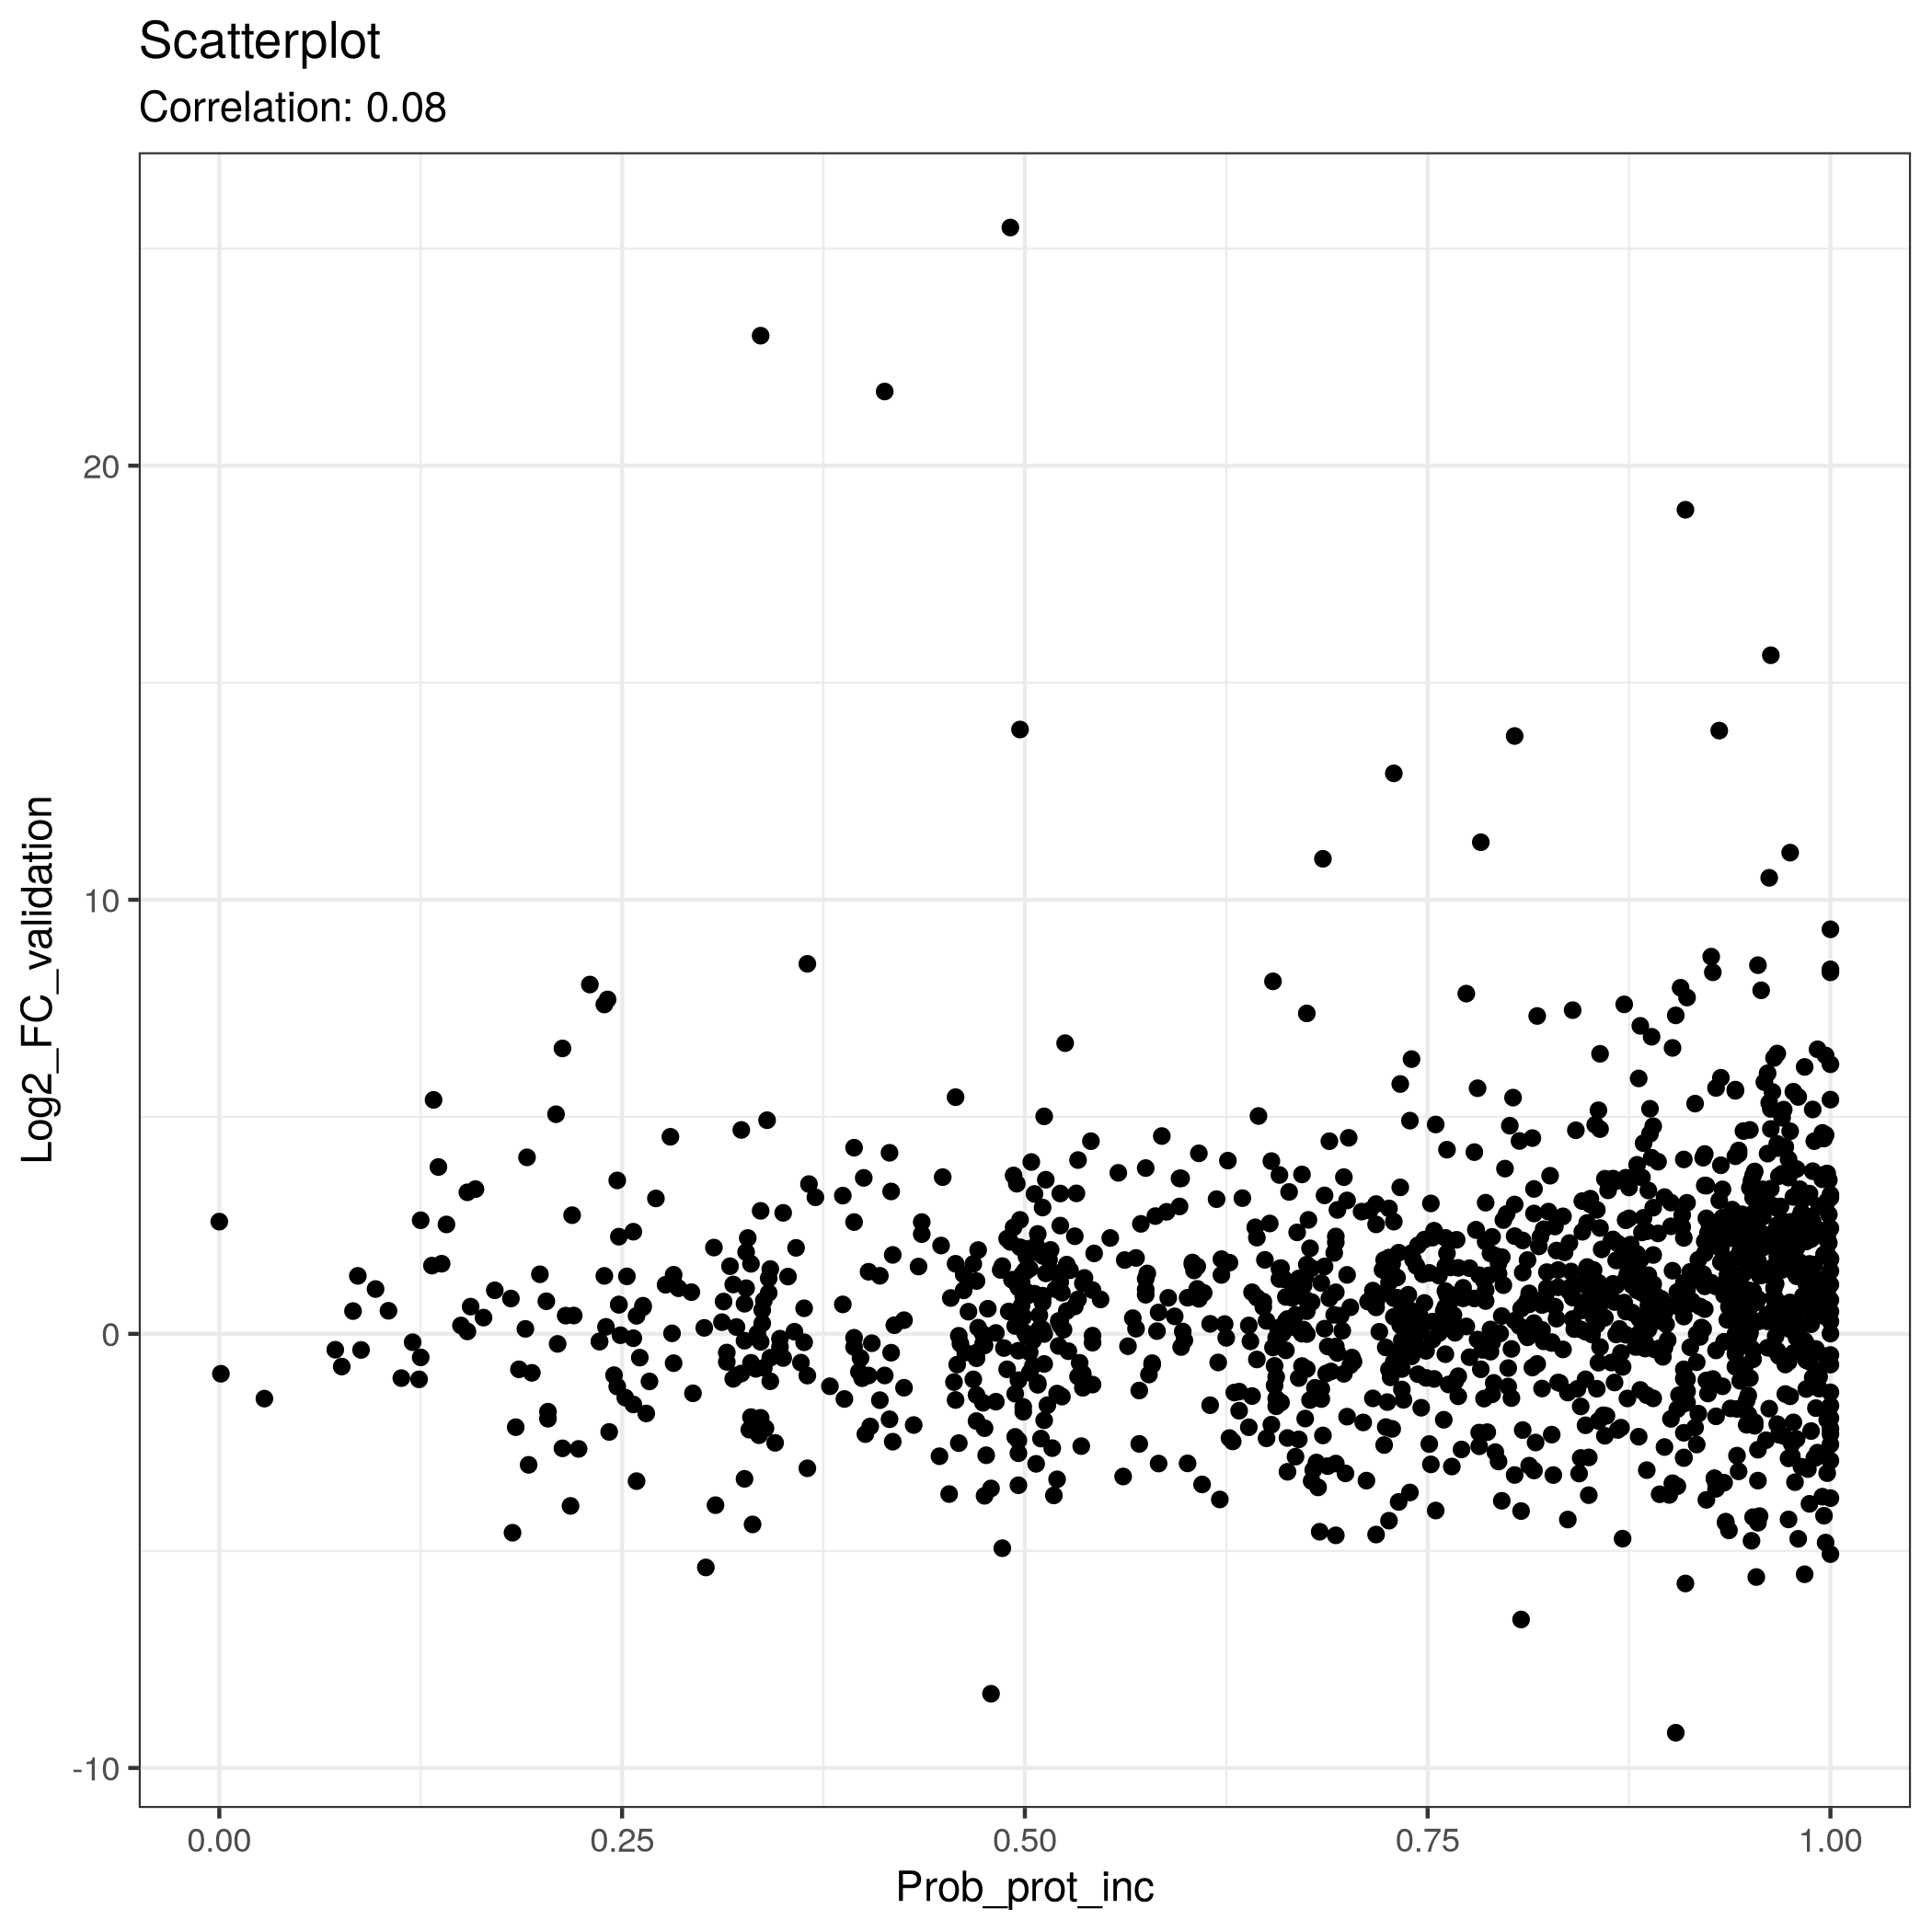 Scatterplot
Correlation: 0.08
Log2_FC_validation
20
10
0
-10
0.00 0.25 0.50 0.75 1.00
Prob_prot_inc